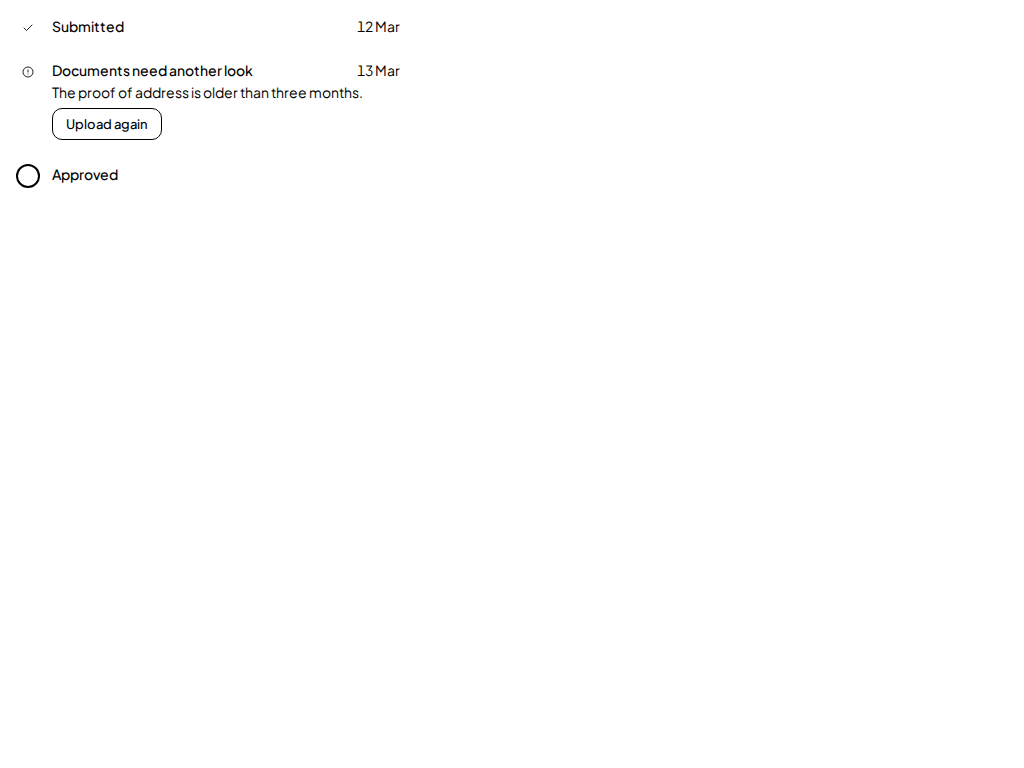 Submitted 12 Mar
Documents need another look 13 Mar
The proof of address is older than three months.
Upload again
Approved